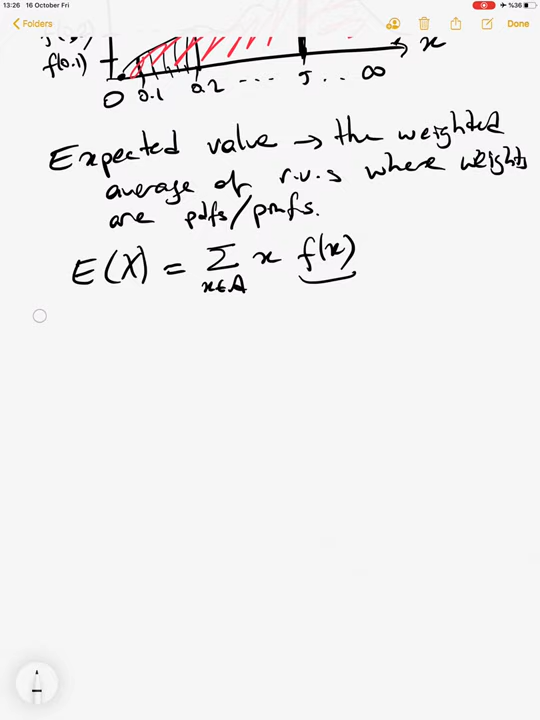 13:26 16 October Fri
%36
Folders
Done
f(0.1)
x
0 0.1 0.2 ... 5 .. ∞
Expected value → the weighted
average of r.v.s where weights
are pdfs/pmfs.
E(X) = Σ x f(x)
x∈A